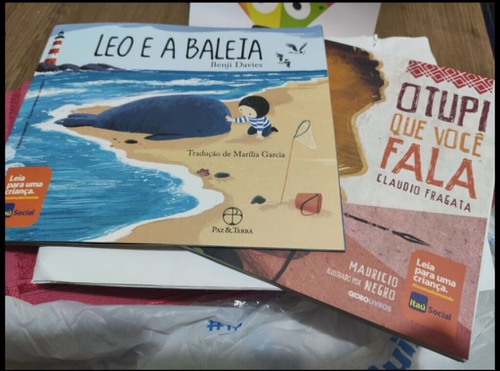 LEO E A BALEIA
Benji Davies
Tradução de Marília Garcia
PAZ & TERRA
Leia
para uma
criança.
Itaú Social
O TUPI
QUE VOCÊ
FALA
CLAUDIO FRAGATA
MAURICIO
ILUSTRADO POR NEGRO
GLOBOLIVROS
Leia
para uma
criança.
Itaú Social